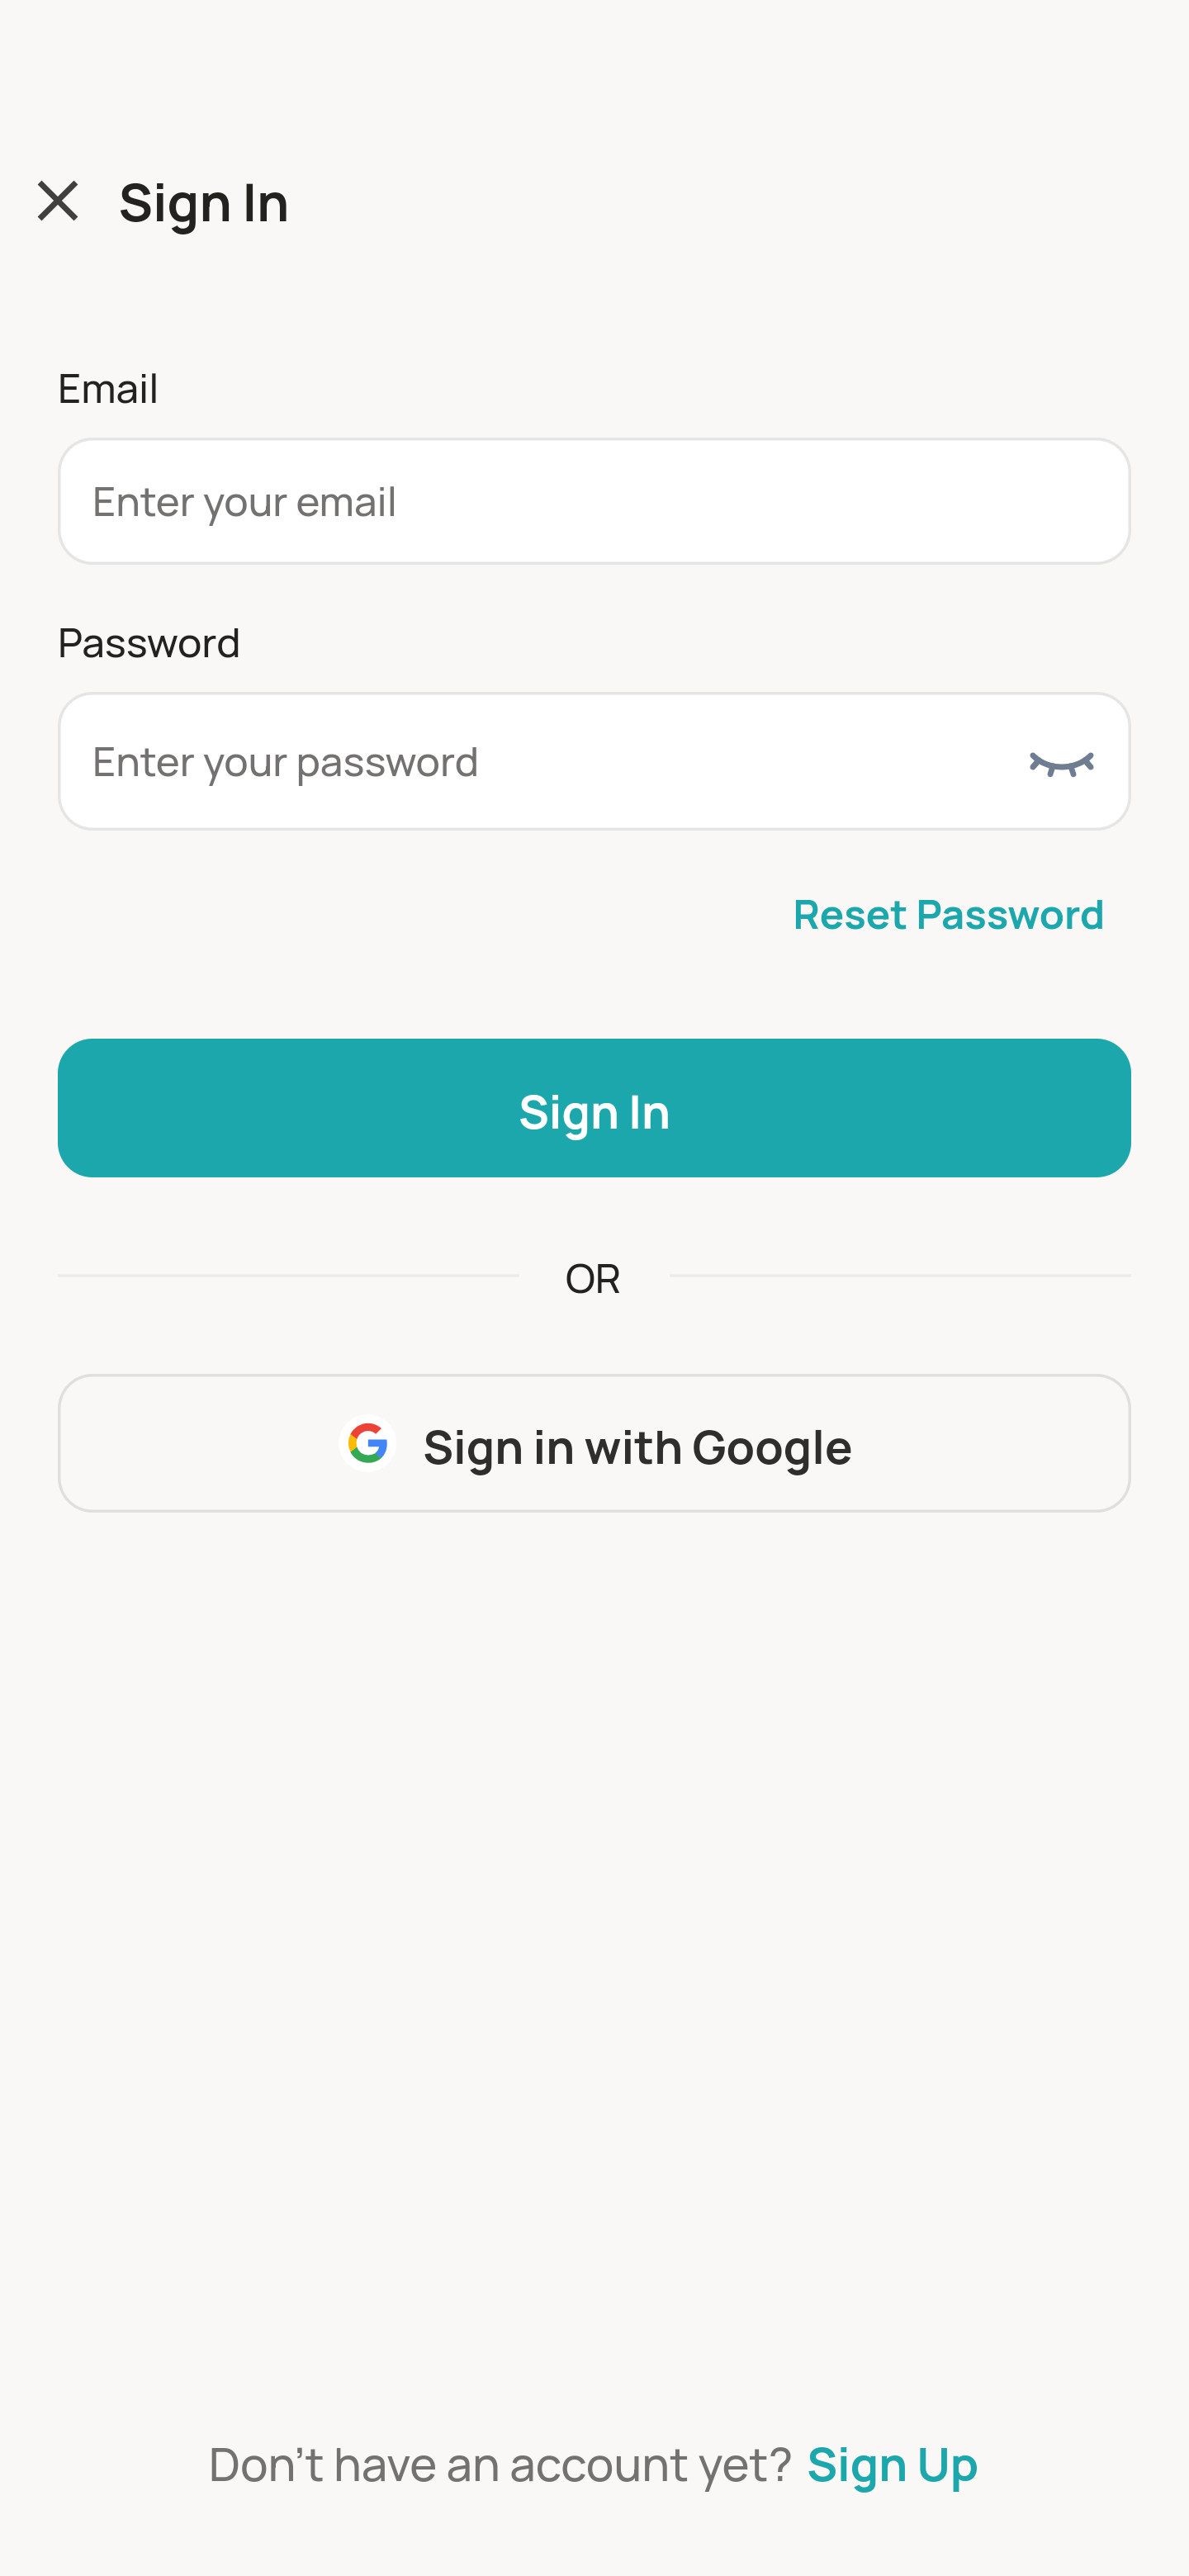 Sign In
Email
Enter your email
Password
Enter your password
Reset Password
Sign In
OR
Sign in with Google
Don’t have an account yet? Sign Up